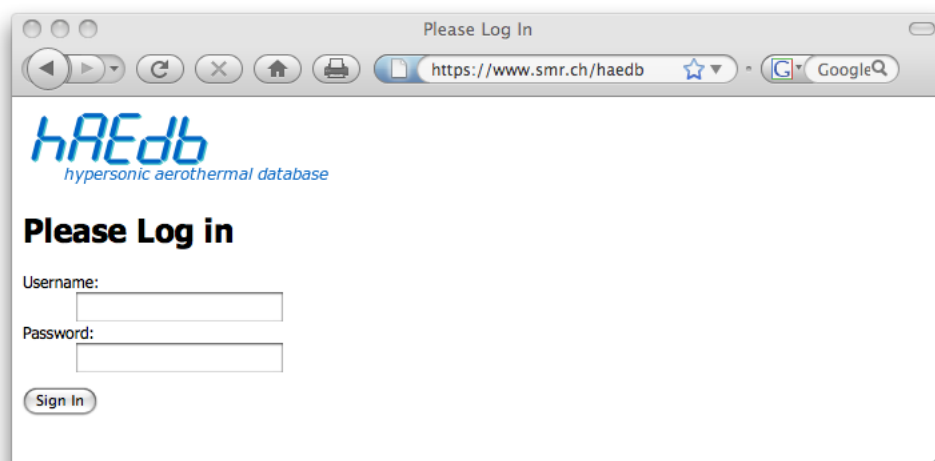 Please Log In
https://www.smr.ch/haedb
G Google
hAEdb
hypersonic aerothermal database
Please Log in
Username:
Password:
Sign In